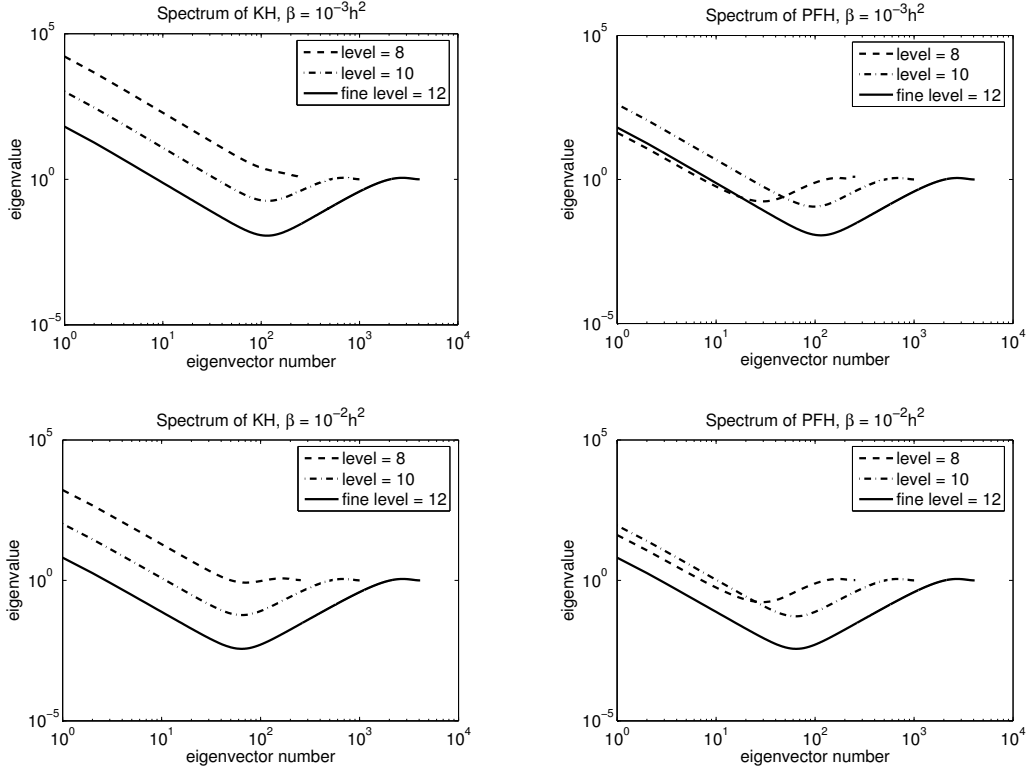 Spectrum of KH, β = 10⁻³h²
10⁵
10⁰
10⁻⁵
eigenvalue
level = 8
level = 10
fine level = 12
10⁰ 10¹ 10² 10³ 10⁴
eigenvector number
Spectrum of PFH, β = 10⁻³h²
10⁵
10⁰
10⁻⁵
eigenvalue
level = 8
level = 10
fine level = 12
10⁰ 10¹ 10² 10³ 10⁴
eigenvector number
Spectrum of KH, β = 10⁻²h²
10⁵
10⁰
10⁻⁵
eigenvalue
level = 8
level = 10
fine level = 12
10⁰ 10¹ 10² 10³ 10⁴
eigenvector number
Spectrum of PFH, β = 10⁻²h²
10⁵
10⁰
10⁻⁵
eigenvalue
level = 8
level = 10
fine level = 12
10⁰ 10¹ 10² 10³ 10⁴
eigenvector number